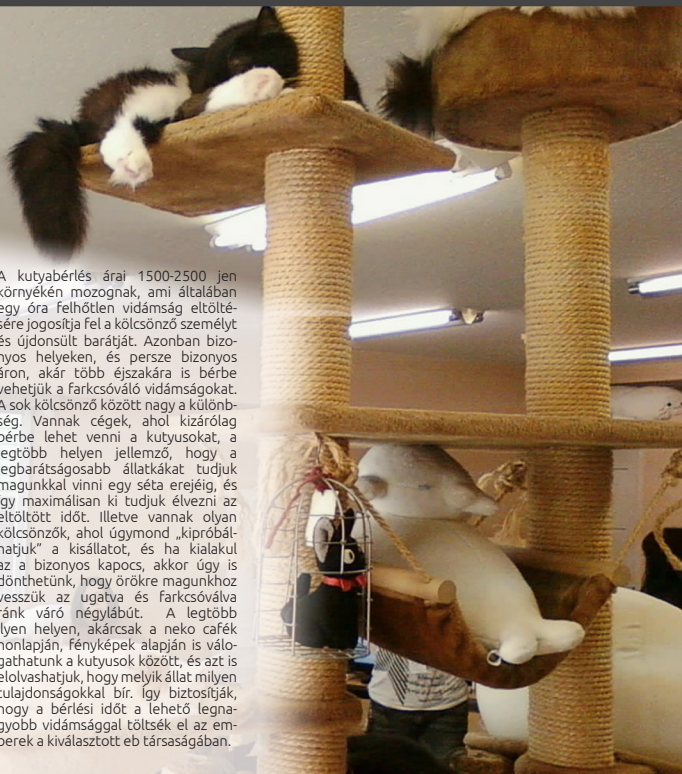 A kutyabérlés árai 1500-2500 jen
környékén mozognak, ami általában
egy óra felhőtlen vidámság eltölté-
sére jogosítja fel a kölcsönző személyt
és újdonsült barátját. Azonban bizo-
nyos helyeken, és persze bizonyos
áron, akár több éjszakára is bérbe
vehetjük a farkcsóváló vidámságokat.
A sok kölcsönző között nagy a különb-
ség. Vannak cégek, ahol kizárólag
bérbe lehet venni a kutyusokat, a
legtöbb helyen jellemző, hogy a
legbarátságosabb állatkákat tudjuk
magunkkal vinni egy séta erejéig, és
így maximálisan ki tudjuk élvezni az
eltöltött időt. Illetve vannak olyan
kölcsönzők, ahol úgymond „kipróbál-
hatjuk” a kisállatot, és ha kialakul
az a bizonyos kapocs, akkor úgy is
dönthetünk, hogy örökre magunkhoz
vesszük az ugatva és farkcsóválva
ránk váró négylábút. A legtöbb
ilyen helyen, akárcsak a neko cafék
honlapján, fényképek alapján is válo-
gathatunk a kutyusok között, és azt is
elolvashatjuk, hogy melyik állat milyen
tulajdonságokkal bír. Így biztosítják,
hogy a bérlési időt a lehető legna-
gyobb vidámsággal töltsék el az em-
berek a kiválasztott eb társaságában.